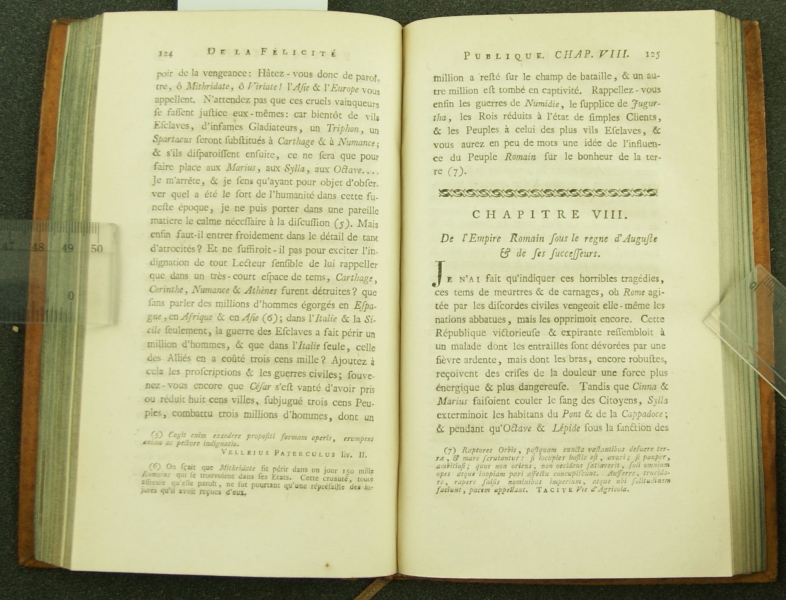 124 DE LA FÉLICITÉ
poir de la vengeance: Hâtez-vous donc de paroî-
tre, ô Mithridate, ô Viriate! l'Asie & l'Europe vous
appellent. N'attendez pas que ces cruels vainqueurs
se fassent justice eux-mêmes: car bientôt de vils
Esclaves, d'infames Gladiateurs, un Triphon, un
Spartacus seront substitués à Carthage & à Numance;
& s'ils disparoissent ensuite, ce ne sera que pour
faire place aux Marius, aux Sylla, aux Octave....
Je m'arrête, & je sens qu'ayant pour objet d'obser-
ver quel a été le sort de l'humanité dans cette fu-
neste époque, je ne puis porter dans une pareille
matiere le calme nécessaire à la discussion (5). Mais
enfin faut-il entrer froidement dans le détail de tant
d'atrocités? Et ne suffiroit-il pas pour exciter l'in-
dignation de tout Lecteur sensible de lui rappeller
que dans un très-court espace de tems, Carthage,
Corinthe, Numance & Athènes furent détruites? que
sans parler des millions d'hommes égorgés en Espa-
gne, en Afrique & en Asie (6); dans l'Italie & la Si-
cile seulement, la guerre des Esclaves a fait périr un
million d'hommes, & que dans l'Italie seule, celle
des Alliés en a coûté trois cens mille? Ajoutez à
cela les proscriptions & les guerres civiles; souve-
nez-vous encore que César s'est vanté d'avoir pris
ou réduit huit cens villes, subjugué trois cens Peu-
ples, combattu trois millions d'hommes, dont un
(5) Cogit enim excedere propositi formam operis, erumpens
animo ac pectore indignatio.
VELLEIUS PATERCULUS liv. II.
(6) On sçait que Mithridate fit périr dans un jour 150 mille
Romains qui se trouvoient dans ses Etats. Cette cruauté, toute
affreuse qu'elle paroît, ne fut pourtant qu'une représaille des in-
jures qu'il avoit reçues d'eux.
PUBLIQUE. CHAP. VIII. 125
million a resté sur le champ de bataille, & un au-
tre million est tombé en captivité. Rappellez-vous
enfin les guerres de Numidie, le supplice de Jugur-
tha, les Rois réduits à l'état de simples Clients,
& les Peuples à celui des plus vils Esclaves, &
vous aurez en peu de mots une idée de l'influen-
ce du Peuple Romain sur le bonheur de la ter-
re (7).
CHAPITRE VIII.
De l'Empire Romain sous le regne d'Auguste
& de ses successeurs.
JE N'AI fait qu'indiquer ces horribles tragédies,
ces tems de meurtres & de carnages, où Rome agi-
tée par les discordes civiles vengeoit elle-même les
nations abbatues, mais les opprimoit encore. Cette
République victorieuse & expirante ressembloit à
un malade dont les entrailles sont dévorées par une
fièvre ardente, mais dont les bras, encore robustes,
reçoivent des crises de la douleur une force plus
énergique & plus dangereuse. Tandis que Cinna &
Marius faisoient couler le sang des Citoyens, Sylla
exterminoit les habitans du Pont & de la Cappadoce;
& pendant qu'Octave & Lépide sous la sanction des
(7) Raptores Orbis, postquam cuncta vastantibus defuere ter-
ræ, & mare scrutantur: si locuples hostis est, avari; si pauper,
ambitiosi; quos non oriens, non occidens satiaverit, soli omnium
opes atque inopiam pari affectu concupiscunt. Auferre, trucida-
re, rapere falsis nominibus imperium, atque ubi solitudinem
faciunt, pacem appellant. TACITE Vie d'Agricola.
47 48 49 50
0